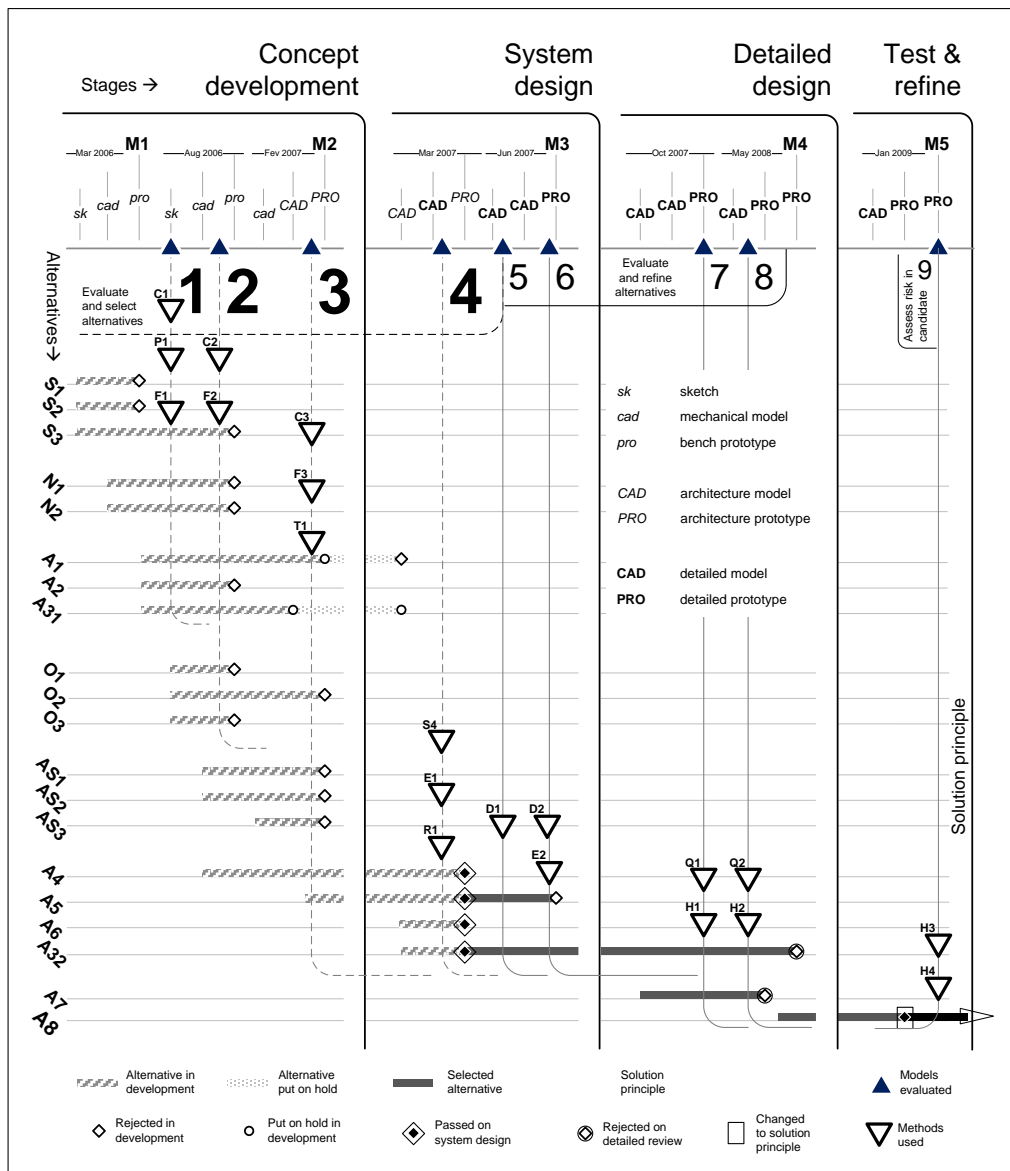 Stages →
Concept
development
System
design
Detailed
design
Test &
refine
M1
M2
M3
M4
M5
Mar 2006
Aug 2006
Fev 2007
Mar 2007
Jun 2007
Oct 2007
May 2008
Jan 2009
sk
cad
pro
sk
cad
pro
cad
CAD
PRO
CAD
CAD
PRO
CAD
CAD
PRO
CAD
CAD
PRO
CAD
PRO
PRO
CAD
PRO
PRO
Alternatives →
Evaluate
and select
alternatives
1
2
3
4
5
6
Evaluate
and refine
alternatives
7
8
Assess risk in
candidate
9
C1
P1
C2
S1
F1
F2
S2
C3
S3
F3
N1
N2
T1
A1
A2
A31
sk sketch
cad mechanical model
pro bench prototype
CAD architecture model
PRO architecture prototype
CAD detailed model
PRO detailed prototype
O1
O2
O3
S4
AS1
E1
AS2
D1
D2
AS3
R1
E2
Q1
Q2
A4
A5
H1
H2
A6
H3
A32
H4
A7
A8
Solution principle
Alternative in
development
Alternative
put on hold
Selected
alternative
Solution
principle
Models
evaluated
Rejected in
development
Put on hold in
development
Passed on
system design
Rejected on
detailed review
Changed
to solution
principle
Methods
used